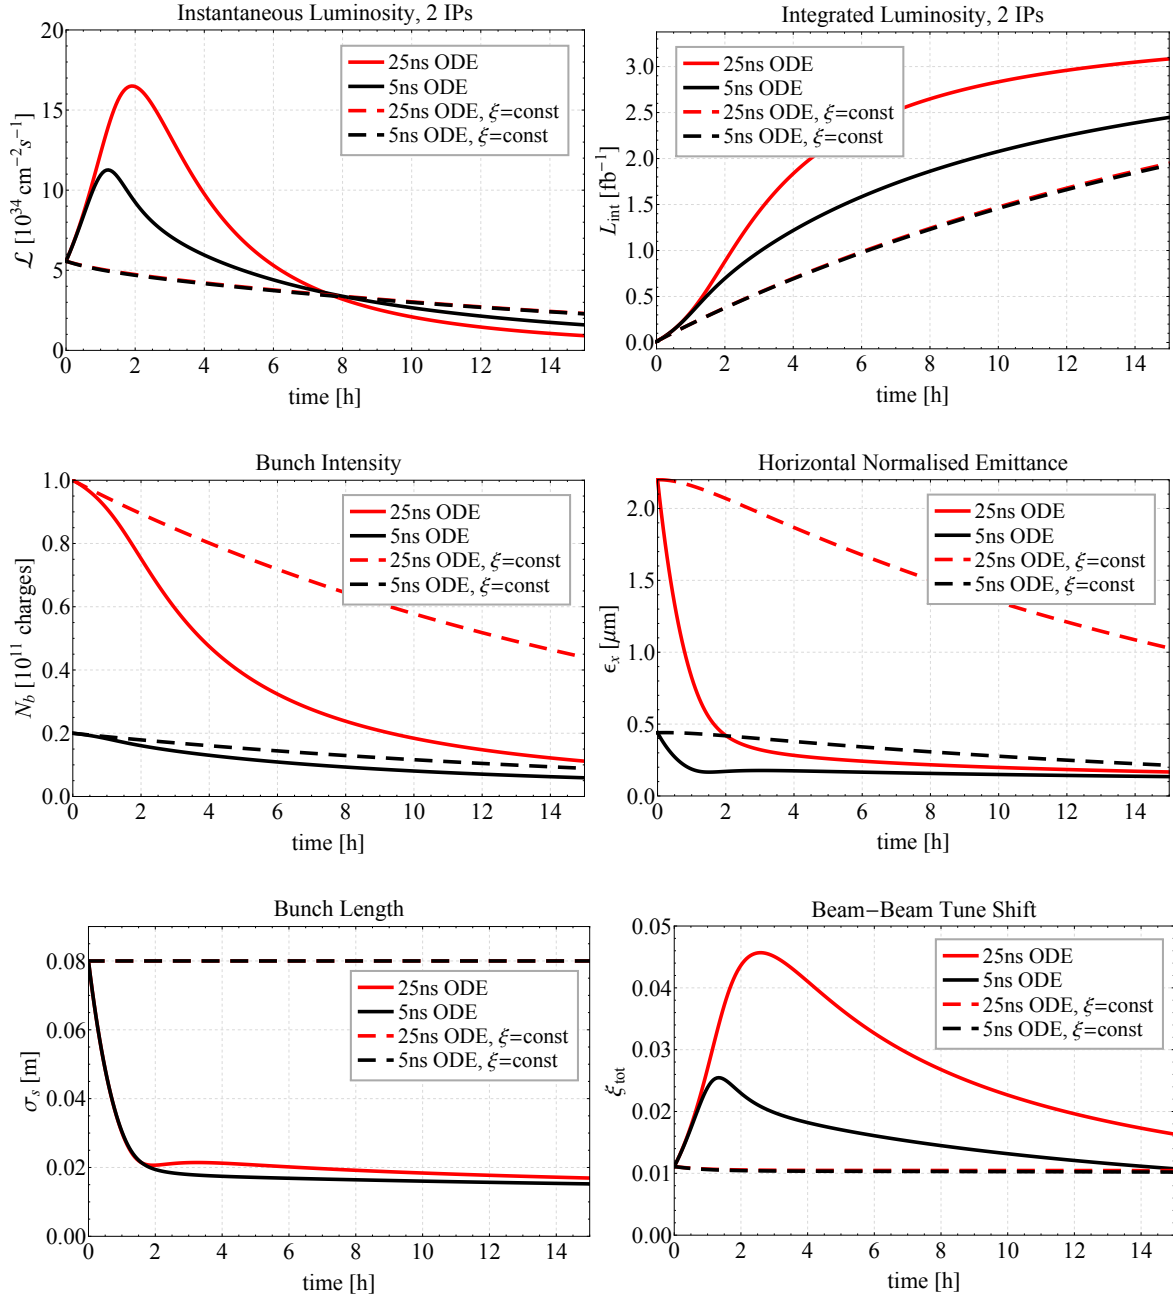 Instantaneous Luminosity, 2 IPs
20
15
10
5
0
ℒ [10³⁴ cm⁻²s⁻¹]
25ns ODE
5ns ODE
25ns ODE, ξ=const
5ns ODE, ξ=const
0 2 4 6 8 10 12 14
time [h]
Integrated Luminosity, 2 IPs
3.0
2.5
2.0
1.5
1.0
0.5
0.0
L_int [fb⁻¹]
25ns ODE
5ns ODE
25ns ODE, ξ=const
5ns ODE, ξ=const
0 2 4 6 8 10 12 14
time [h]
Bunch Intensity
1.0
0.8
0.6
0.4
0.2
0.0
N_b [10¹¹ charges]
25ns ODE
5ns ODE
25ns ODE, ξ=const
5ns ODE, ξ=const
0 2 4 6 8 10 12 14
time [h]
Horizontal Normalised Emittance
2.0
1.5
1.0
0.5
0.0
ϵ_x [μm]
25ns ODE
5ns ODE
25ns ODE, ξ=const
5ns ODE, ξ=const
0 2 4 6 8 10 12 14
time [h]
Bunch Length
0.08
0.06
0.04
0.02
0.00
σ_s [m]
25ns ODE
5ns ODE
25ns ODE, ξ=const
5ns ODE, ξ=const
0 2 4 6 8 10 12 14
time [h]
Beam−Beam Tune Shift
0.05
0.04
0.03
0.02
0.01
0.00
ξ_tot
25ns ODE
5ns ODE
25ns ODE, ξ=const
5ns ODE, ξ=const
0 2 4 6 8 10 12 14
time [h]